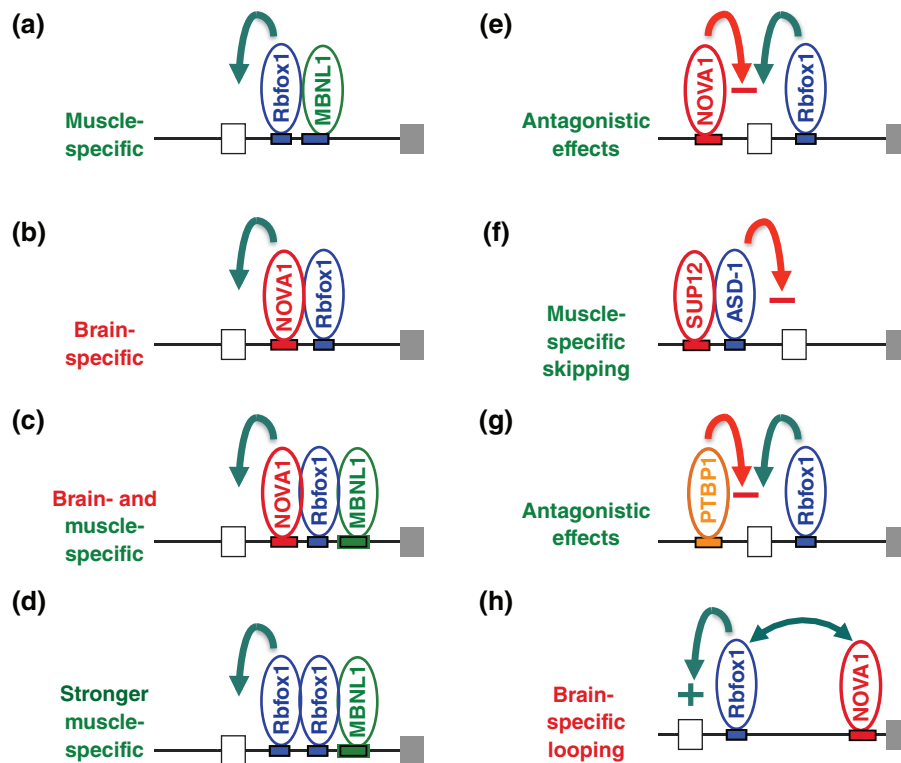 (a)
Muscle-
specific
Rbfox1
MBNL1
(b)
Brain-
specific
NOVA1
Rbfox1
(c)
Brain- and
muscle-
specific
NOVA1
Rbfox1
MBNL1
(d)
Stronger
muscle-
specific
Rbfox1
Rbfox1
MBNL1
(e)
Antagonistic
effects
NOVA1
Rbfox1
(f)
Muscle-
specific
skipping
SUP12
ASD-1
(g)
Antagonistic
effects
PTBP1
Rbfox1
(h)
Brain-
specific
looping
+
Rbfox1
NOVA1